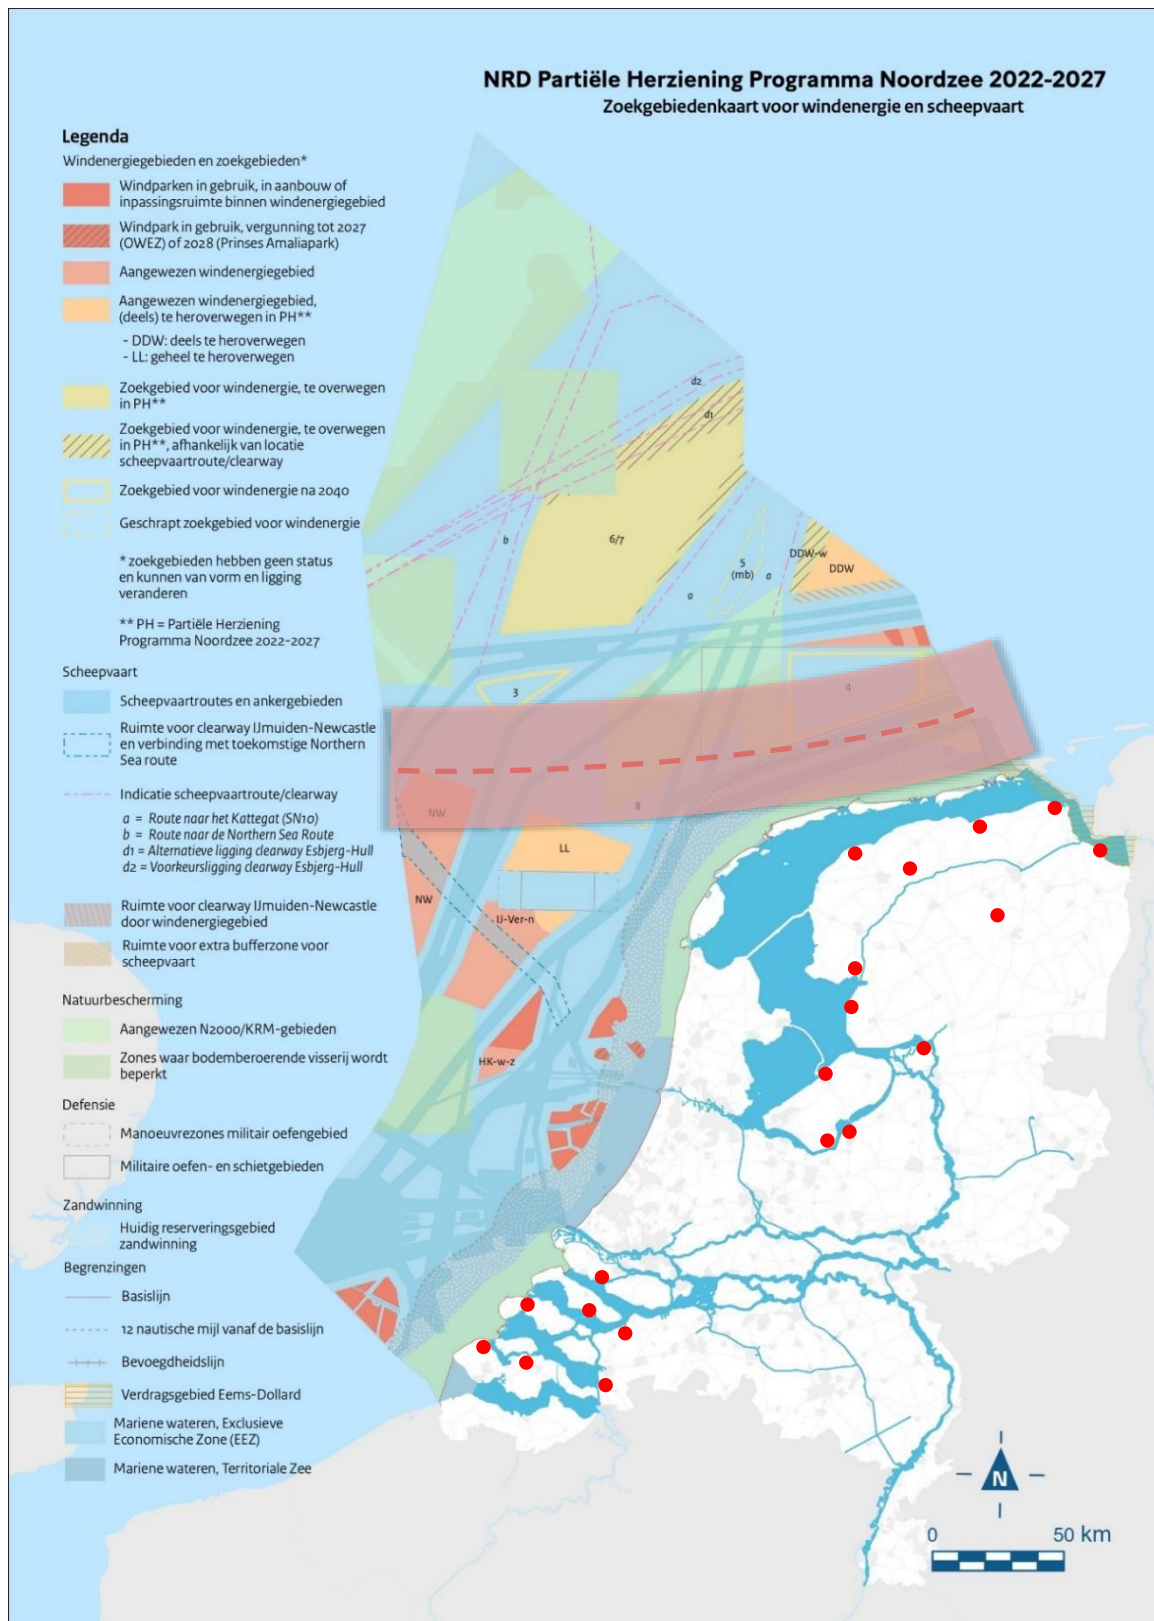 NRD Partiële Herziening Programma Noordzee 2022-2027
Zoekgebiedenkaart voor windenergie en scheepvaart
Legenda
Windenergiegebieden en zoekgebieden*
Windparken in gebruik, in aanbouw of
inpassingsruimte binnen windenergiegebied
Windpark in gebruik, vergunning tot 2027
(OWEZ) of 2028 (Prinses Amaliapark)
Aangewezen windenergiegebied
Aangewezen windenergiegebied,
(deels) te heroverwegen in PH**
- DDW: deels te heroverwegen
- LL: geheel te heroverwegen
Zoekgebied voor windenergie, te overwegen
in PH**
Zoekgebied voor windenergie, te overwegen
in PH**, afhankelijk van locatie
scheepvaartroute/clearway
Zoekgebied voor windenergie na 2040
Geschrapt zoekgebied voor windenergie
* zoekgebieden hebben geen status
en kunnen van vorm en ligging
veranderen
** PH = Partiële Herziening
Programma Noordzee 2022-2027
Scheepvaart
Scheepvaartroutes en ankergebieden
Ruimte voor clearway IJmuiden-Newcastle
en verbinding met toekomstige Northern
Sea route
Indicatie scheepvaartroute/clearway
a = Route naar het Kattegat (SN10)
b = Route naar de Northern Sea Route
d1 = Alternatieve ligging clearway Esbjerg-Hull
d2 = Voorkeursligging clearway Esbjerg-Hull
Ruimte voor clearway IJmuiden-Newcastle
door windenergiegebied
Ruimte voor extra bufferzone voor
scheepvaart
Natuurbescherming
Aangewezen N2000/KRM-gebieden
Zones waar bodemberoerende visserij wordt
beperkt
Defensie
Manoeuvrezones militair oefengebied
Militaire oefen- en schietgebieden
Zandwinning
Huidig reserveringsgebied
zandwinning
Begrenzingen
Basislijn
12 nautische mijl vanaf de basislijn
Bevoegdheidslijn
Verdragsgebied Eems-Dollard
Mariene wateren, Exclusieve
Economische Zone (EEZ)
Mariene wateren, Territoriale Zee
d2
d1
b
6/7
5
(mb)
a
a
DDW-w
DDW
3
4
NW
8
LL
NW
IJ-Ver-n
HK-w-z
N
0 50 km